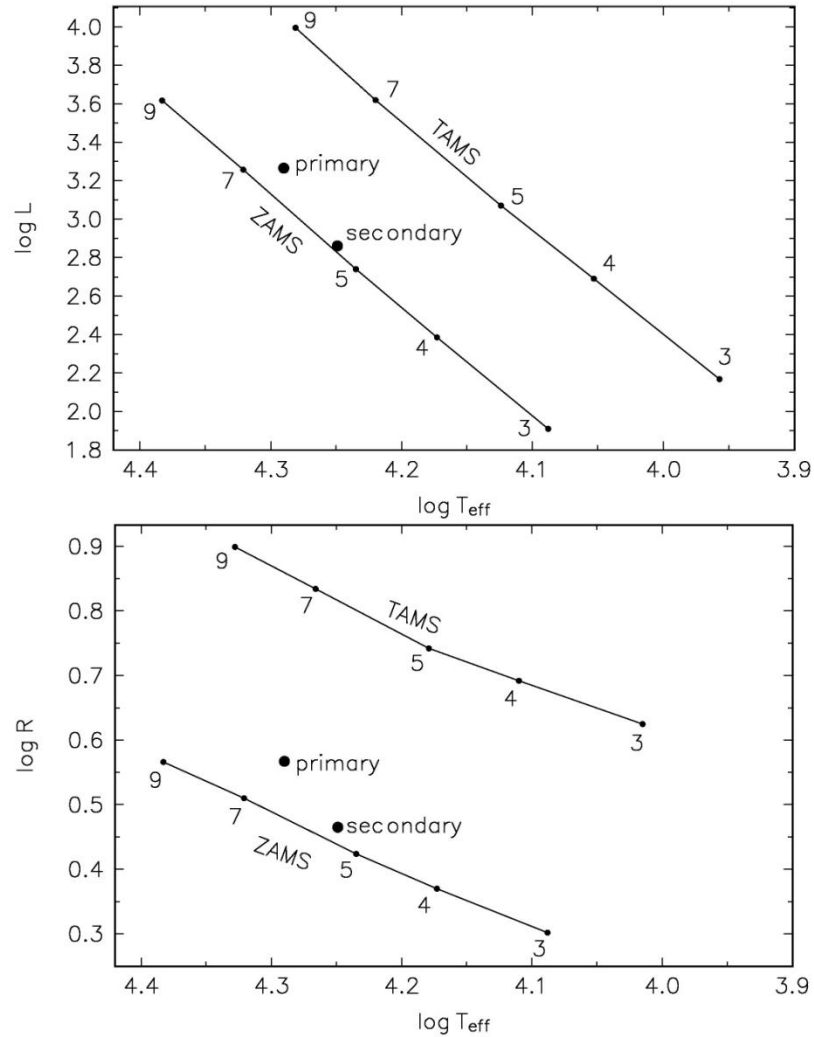 4.0
3.8
3.6
3.4
3.2
3.0
2.8
2.6
2.4
2.2
2.0
1.8
log L
9
7
5
4
3
TAMS
9
7
5
4
3
ZAMS
primary
secondary
4.4 4.3 4.2 4.1 4.0 3.9
log Teff
0.9
0.8
0.7
0.6
0.5
0.4
0.3
log R
9
7
5
4
3
TAMS
9
7
5
4
3
ZAMS
primary
secondary
4.4 4.3 4.2 4.1 4.0 3.9
log Teff